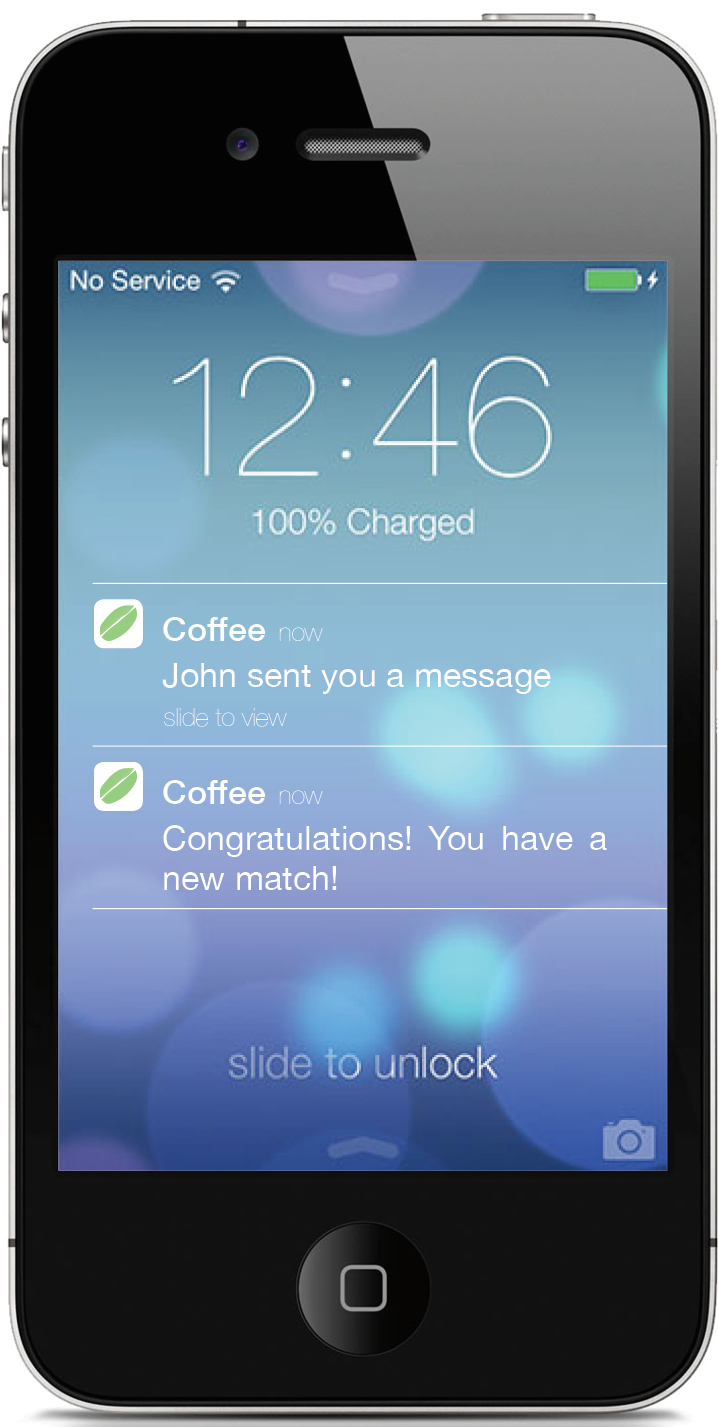 No Service
12:46
100% Charged
Coffee now
John sent you a message
slide to view
Coffee now
Congratulations! You have a
new match!
slide to unlock